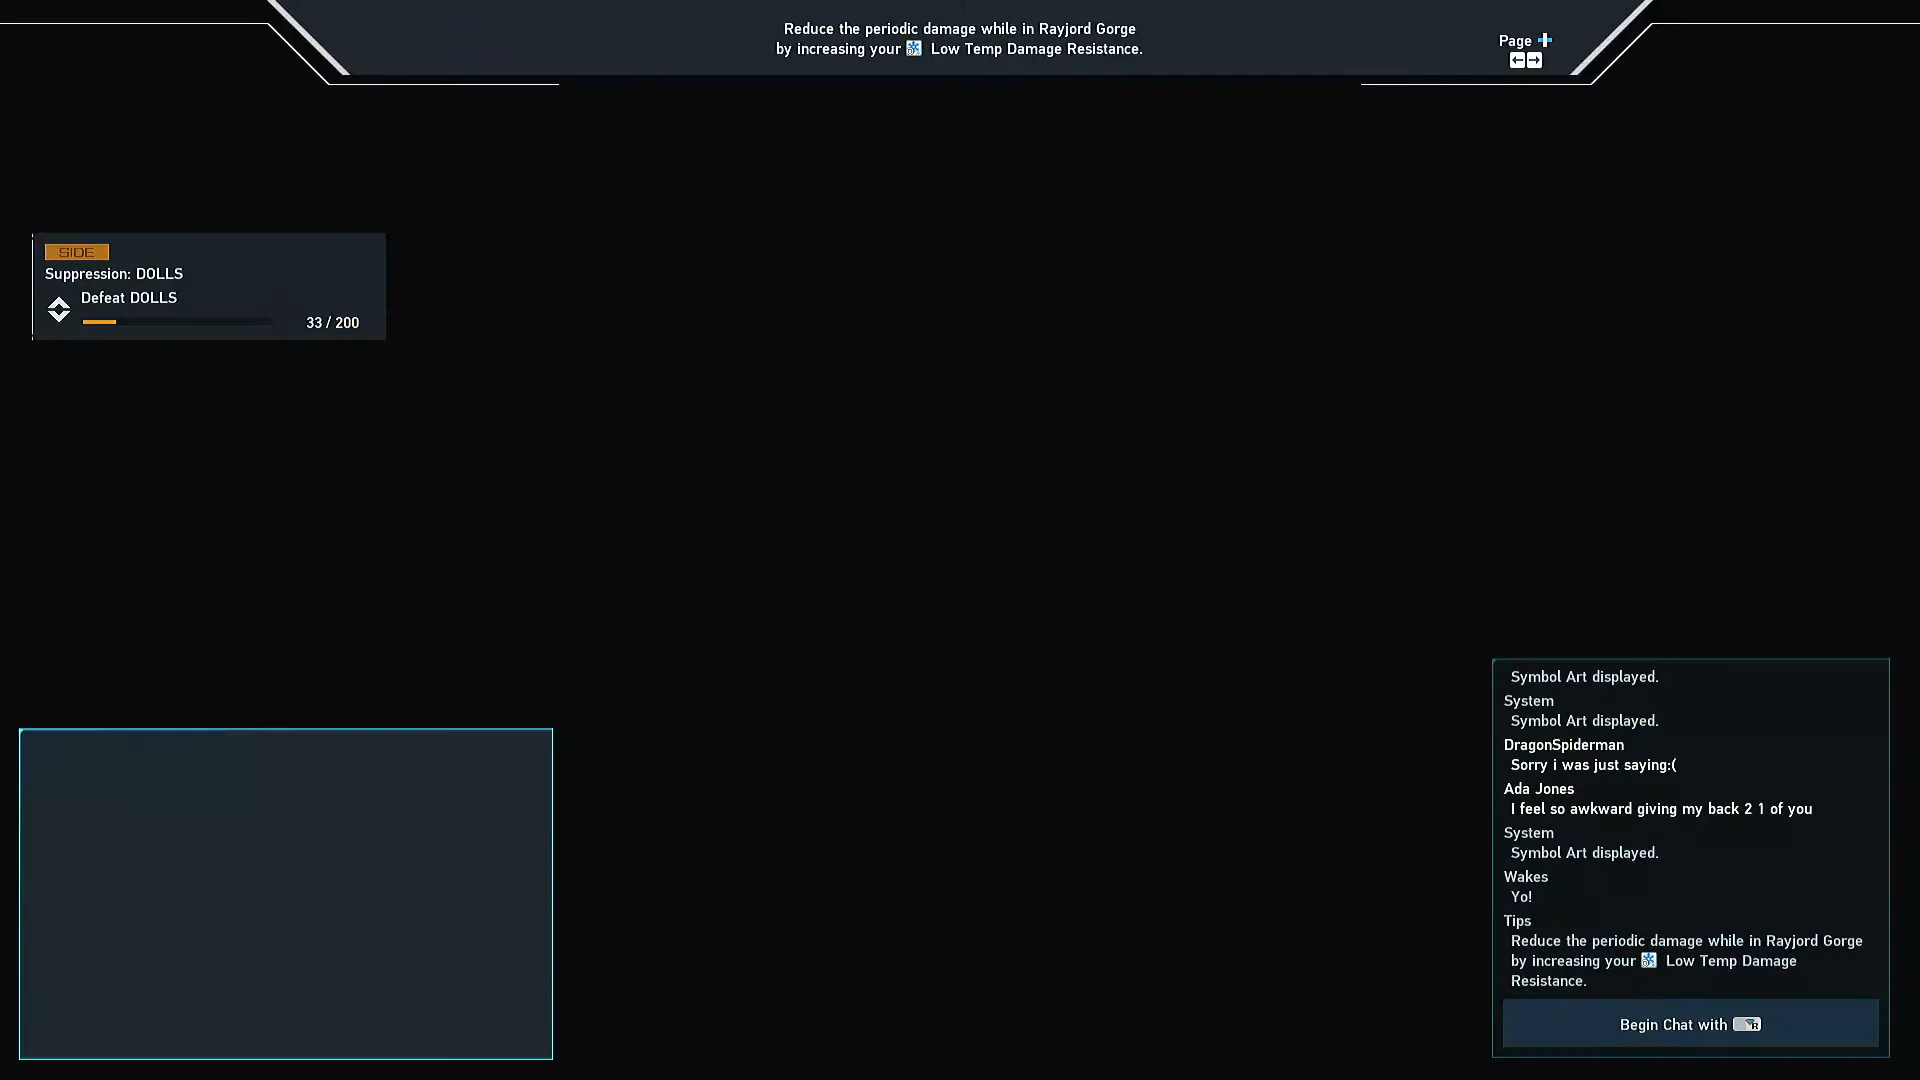 Reduce the periodic damage while in Rayjord Gorge
by increasing your Low Temp Damage Resistance.
Page
SIDE
Suppression: DOLLS
Defeat DOLLS
33 / 200
Symbol Art displayed.
System
Symbol Art displayed.
DragonSpiderman
Sorry i was just saying:(
Ada Jones
I feel so awkward giving my back 2 1 of you
System
Symbol Art displayed.
Wakes
Yo!
Tips
Reduce the periodic damage while in Rayjord Gorge
by increasing your Low Temp Damage
Resistance.
Begin Chat with R